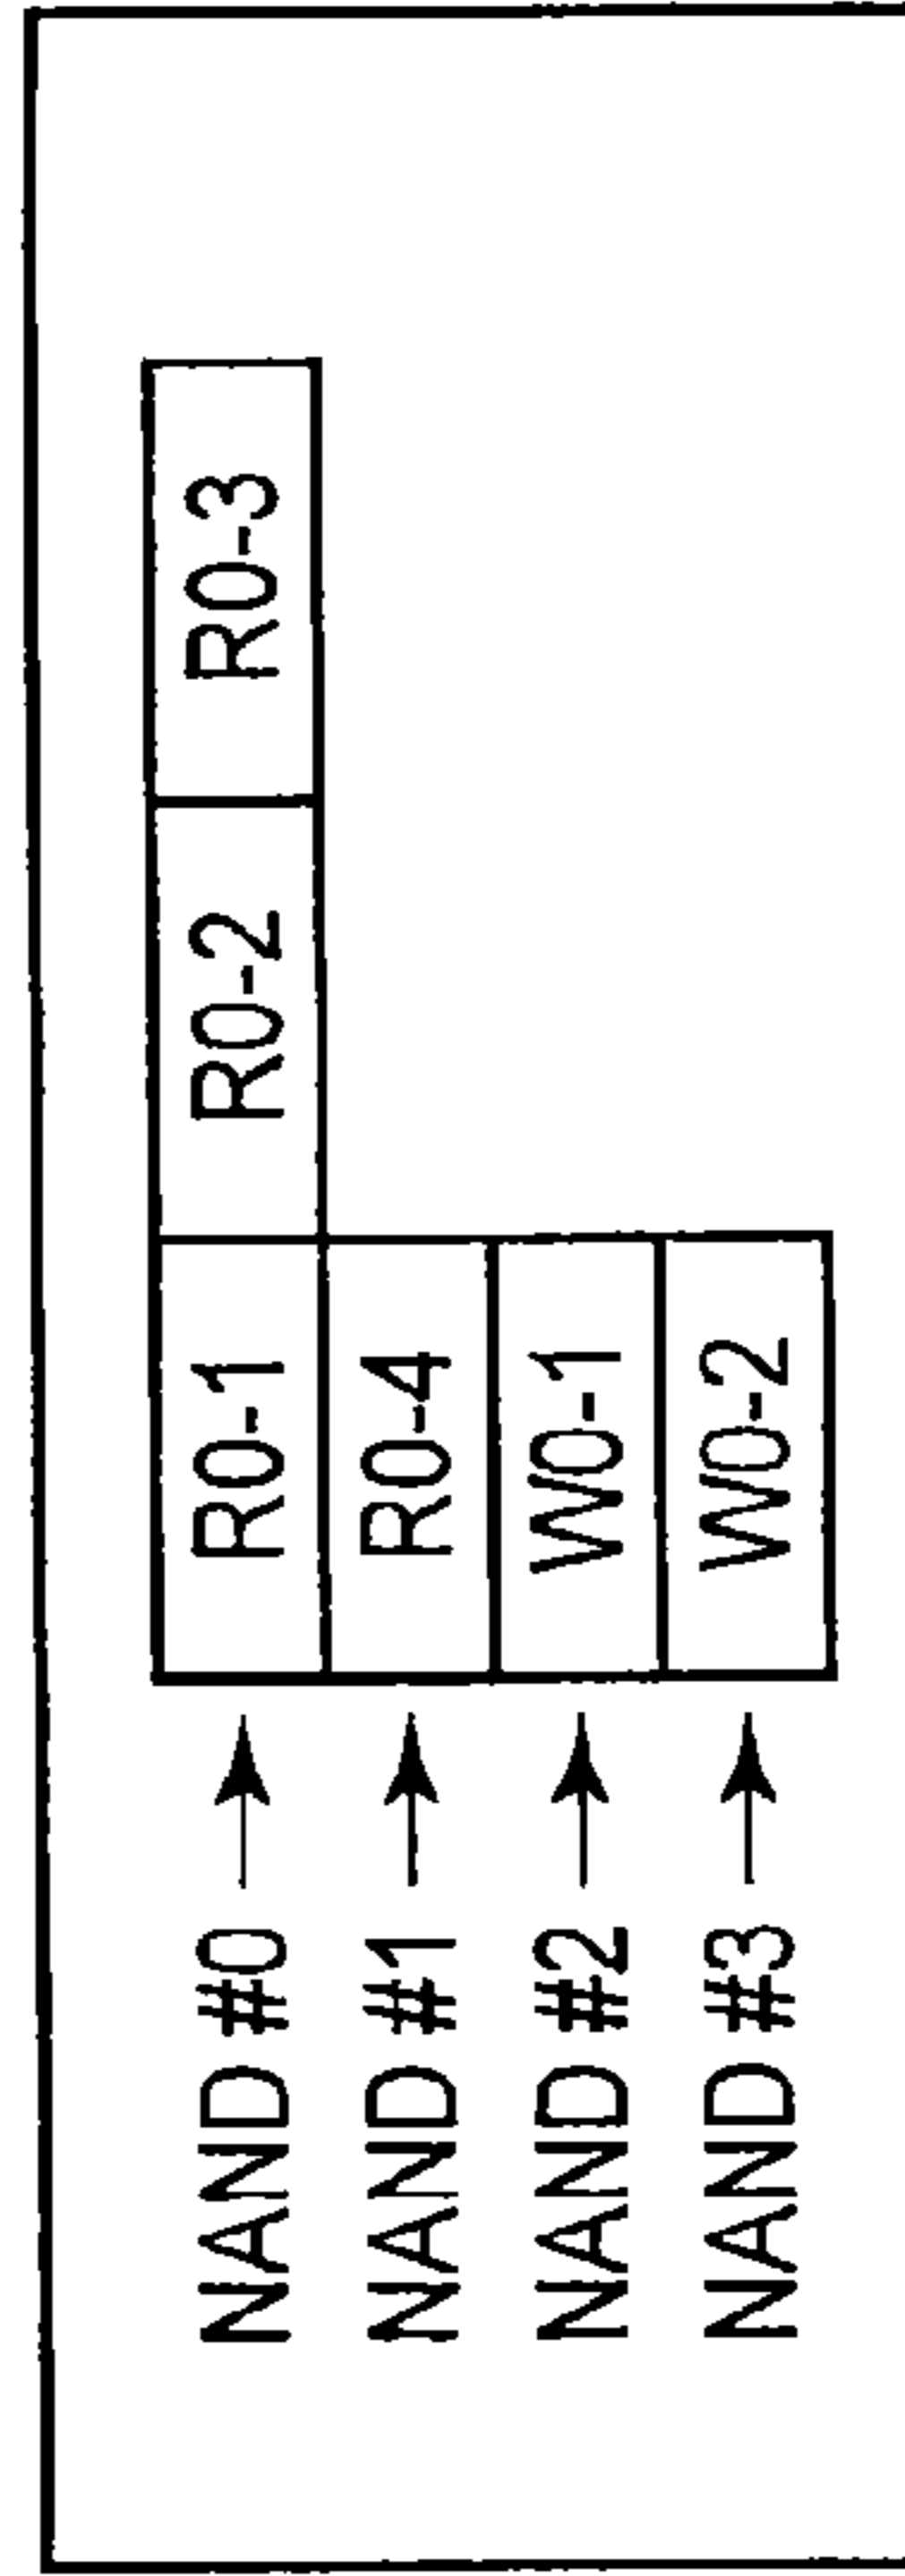 NAND #0 → R0-1 R0-2 R0-3
NAND #1 → R0-4
NAND #2 → W0-1
NAND #3 → W0-2